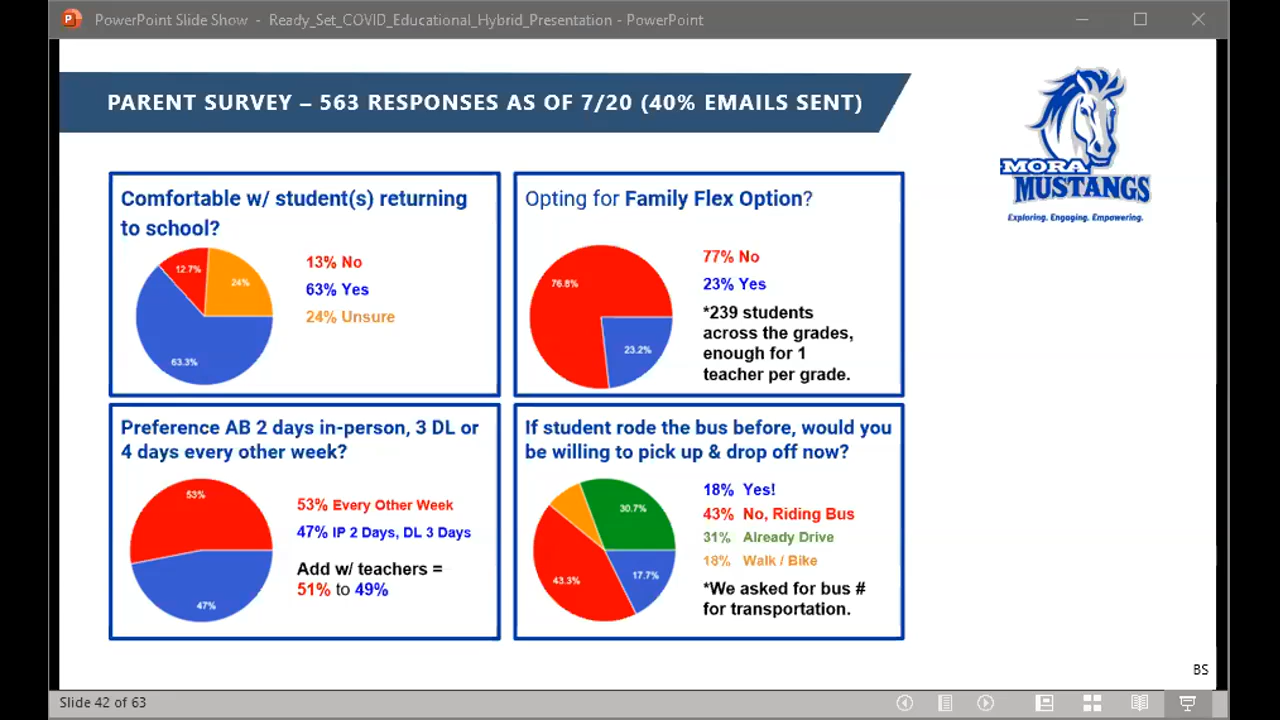 PowerPoint Slide Show - Ready_Set_COVID_Educational_Hybrid_Presentation - PowerPoint
PARENT SURVEY – 563 RESPONSES AS OF 7/20 (40% EMAILS SENT)
MORA
MUSTANGS
Exploring. Engaging. Empowering.
Comfortable w/ student(s) returning
to school?
12.7%
24%
63.3%
13% No
63% Yes
24% Unsure
Opting for Family Flex Option?
76.8%
23.2%
77% No
23% Yes
*239 students
across the grades,
enough for 1
teacher per grade.
Preference AB 2 days in-person, 3 DL or
4 days every other week?
53%
47%
53% Every Other Week
47% IP 2 Days, DL 3 Days
Add w/ teachers =
51% to 49%
If student rode the bus before, would you
be willing to pick up & drop off now?
30.7%
43.3%
17.7%
18% Yes!
43% No, Riding Bus
31% Already Drive
18% Walk / Bike
*We asked for bus #
for transportation.
BS
Slide 42 of 63